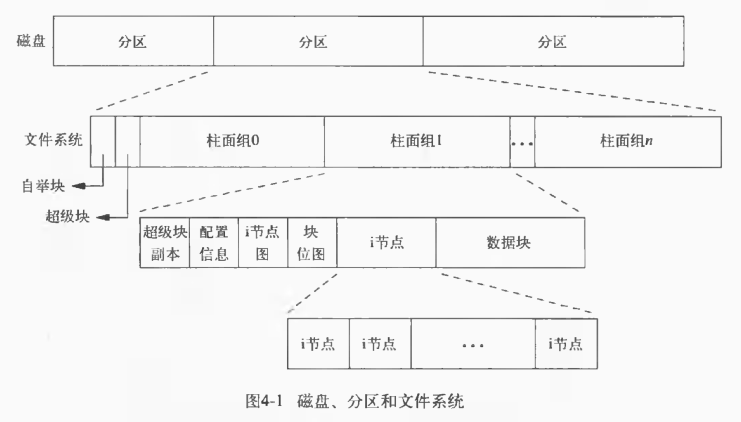 磁盘
分区
分区
分区
文件系统
柱面组0
柱面组1
...
柱面组n
自举块
超级块
超级块
副本
配置
信息
i节点
图
块
位图
i节点
数据块
i节点
i节点
...
i节点
图4-1 磁盘、分区和文件系统